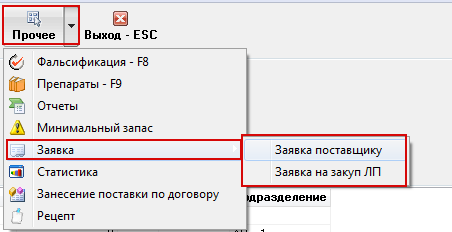 Прочее
Выход - ESC
Фальсификация - F8
Препараты - F9
Отчеты
Минимальный запас
Заявка
Заявка поставщику
Заявка на закуп ЛП
Статистика
Занесение поставки по договору
одразделение
Рецепт